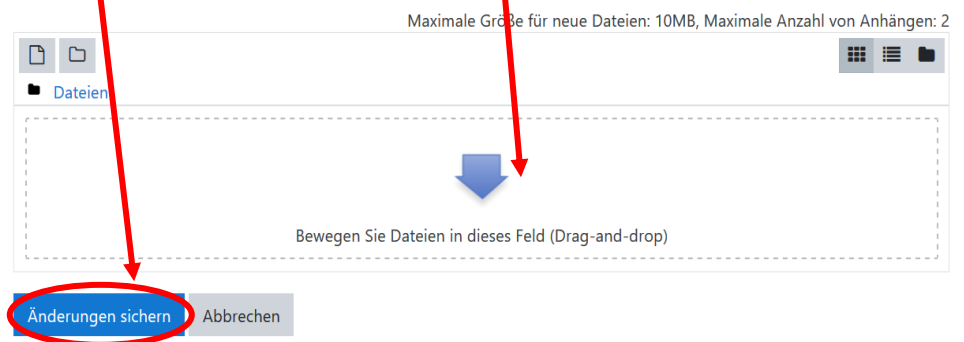 Maximale Größe für neue Dateien: 10MB, Maximale Anzahl von Anhängen: 2
Dateien
Bewegen Sie Dateien in dieses Feld (Drag-and-drop)
Änderungen sichern Abbrechen